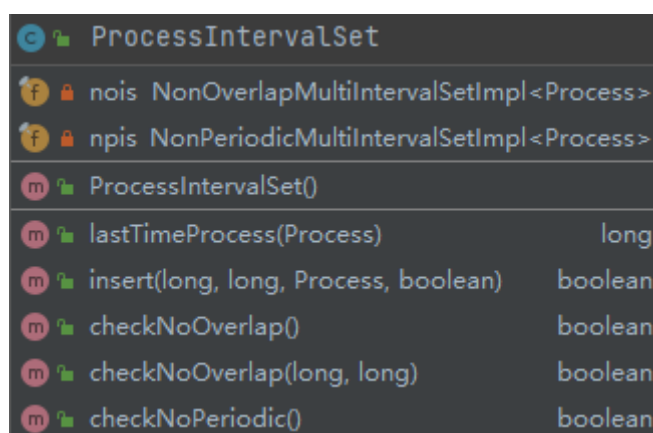 C ProcessIntervalSet
f nois NonOverlapMultiIntervalSetImpl<Process>
f npis NonPeriodicMultiIntervalSetImpl<Process>
m ProcessIntervalSet()
m lastTimeProcess(Process) long
m insert(long, long, Process, boolean) boolean
m checkNoOverlap() boolean
m checkNoOverlap(long, long) boolean
m checkNoPeriodic() boolean